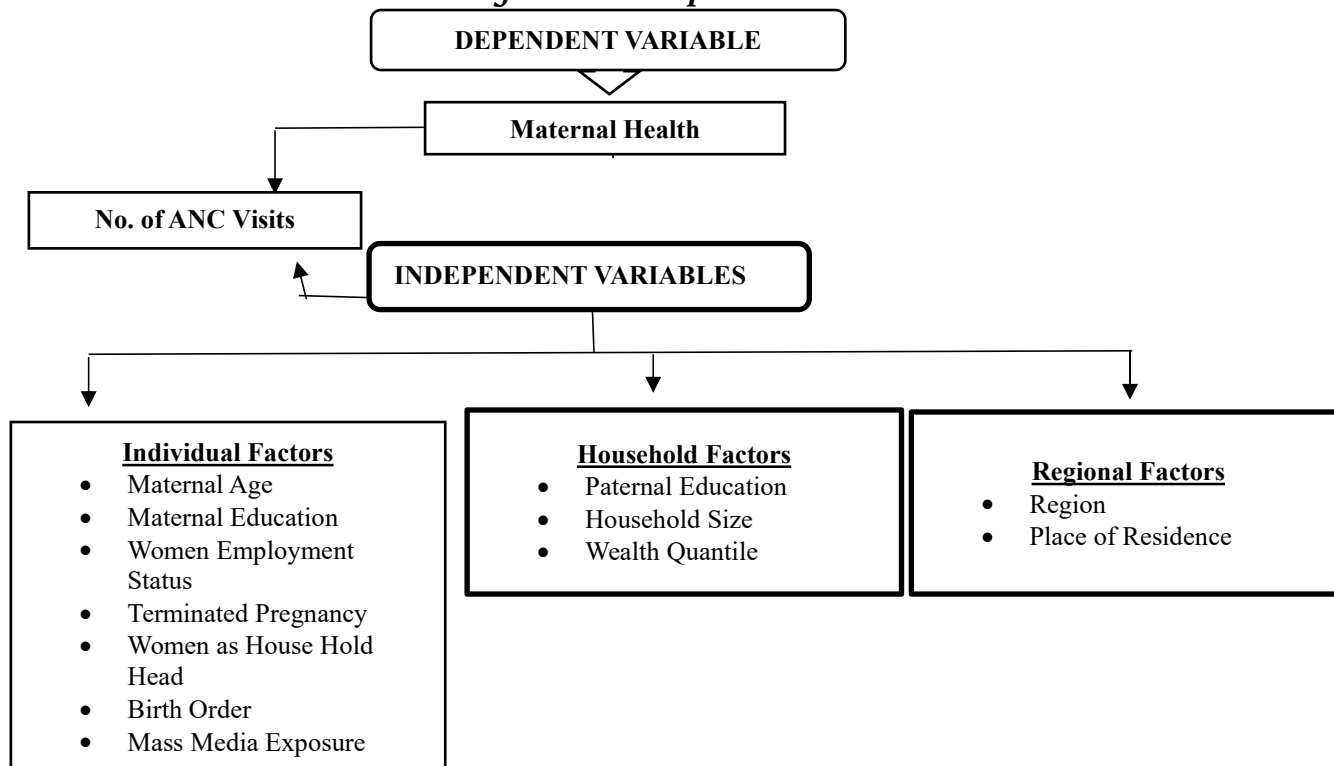 DEPENDENT VARIABLE
Maternal Health
No. of ANC Visits
INDEPENDENT VARIABLES
Individual Factors
• Maternal Age
• Maternal Education
• Women Employment
Status
• Terminated Pregnancy
• Women as House Hold
Head
• Birth Order
• Mass Media Exposure
Household Factors
• Paternal Education
• Household Size
• Wealth Quantile
Regional Factors
• Region
• Place of Residence